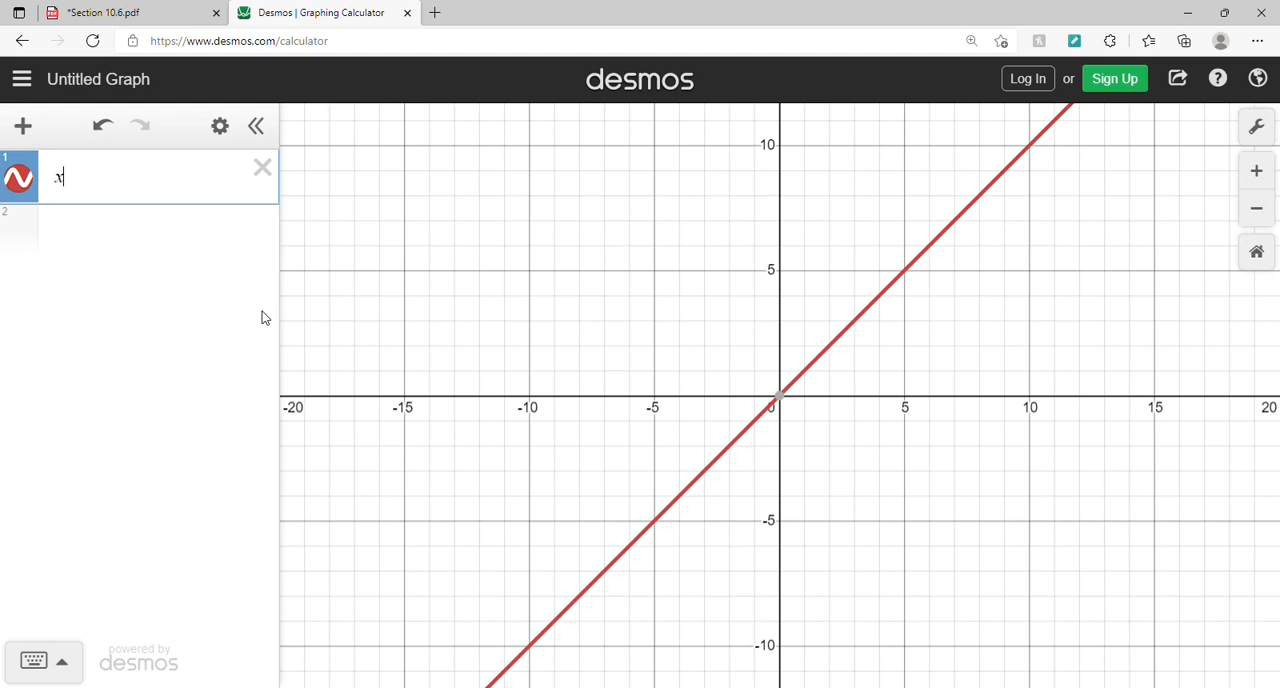 *Section 10.6.pdf
Desmos | Graphing Calculator
https://www.desmos.com/calculator
Untitled Graph
desmos
Log In or Sign Up
1
x
2
10
5
-20 -15 -10 -5 0 5 10 15 20
-5
-10
powered by
desmos